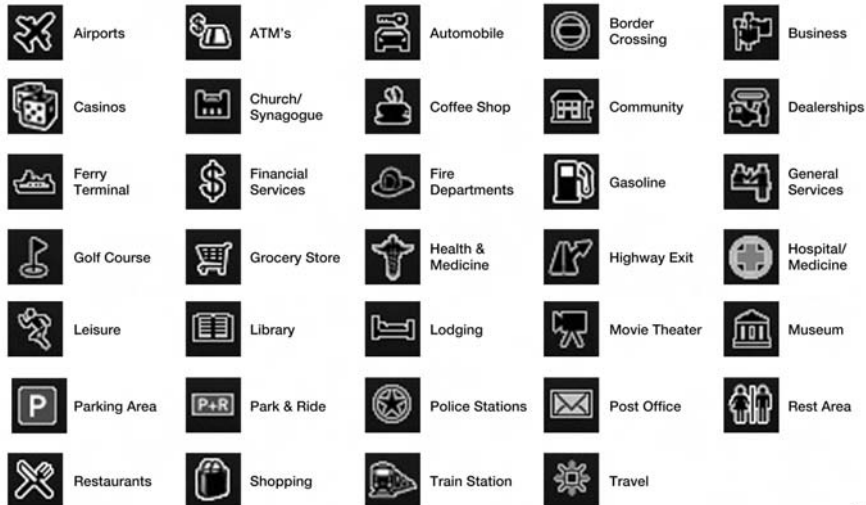 Airports
ATM's
Automobile
Border
Crossing
Business
Casinos
Church/
Synagogue
Coffee Shop
Community
Dealerships
Ferry
Terminal
Financial
Services
Fire
Departments
Gasoline
General
Services
Golf Course
Grocery Store
Health &
Medicine
Highway Exit
Hospital/
Medicine
Leisure
Library
Lodging
Movie Theater
Museum
P
Parking Area
P+R
Park & Ride
Police Stations
Post Office
Rest Area
Restaurants
Shopping
Train Station
Travel